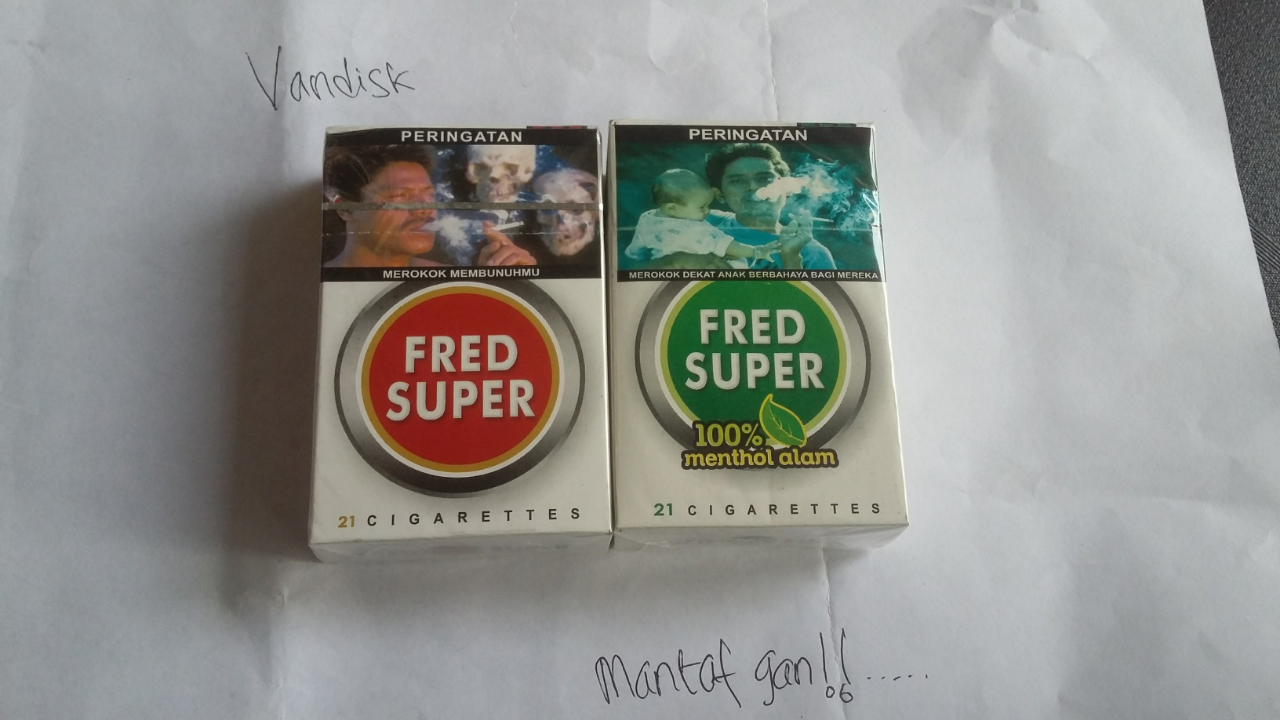 Vandisk
PERINGATAN
MEROKOK MEMBUNUHMU
FRED
SUPER
21 CIGARETTES
PERINGATAN
MEROKOK DEKAT ANAK BERBAHAYA BAGI MEREKA
FRED
SUPER
100%
menthol alam
21 CIGARETTES
Mantaf gan!!.....
06